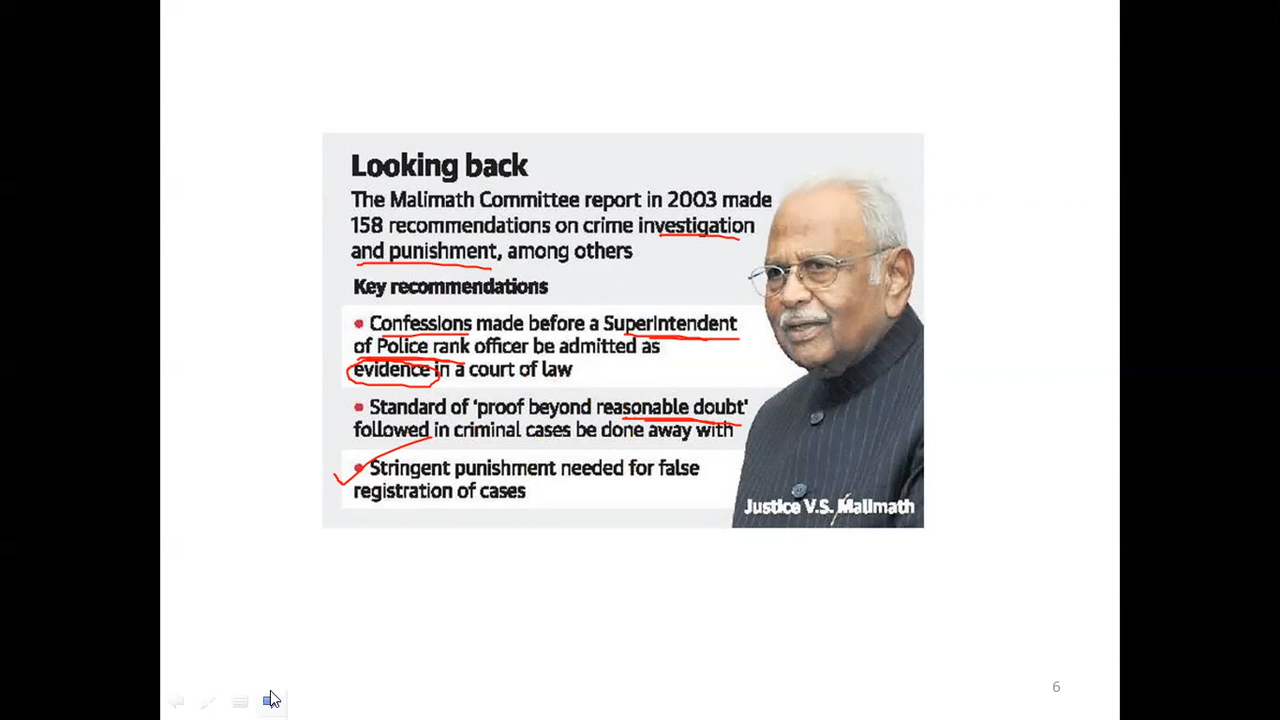 Looking back
The Malimath Committee report in 2003 made
158 recommendations on crime investigation
and punishment, among others
Key recommendations
• Confessions made before a Superintendent
of Police rank officer be admitted as
evidence in a court of law
• Standard of ‘proof beyond reasonable doubt’
followed in criminal cases be done away with
• Stringent punishment needed for false
registration of cases
Justice V.S. Malimath
6